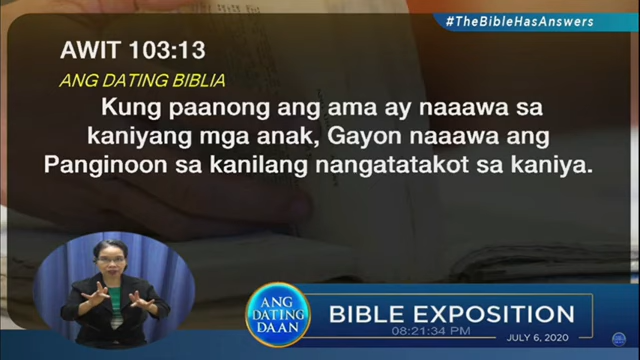 #TheBibleHasAnswers
AWIT 103:13
ANG DATING BIBLIA
Kung paanong ang ama ay naaawa sa
kaniyang mga anak, Gayon naaawa ang
Panginoon sa kanilang nangatatakot sa kaniya.
ANG
DATING
DAAN
BIBLE EXPOSITION
08:21:34 PM
JULY 6, 2020